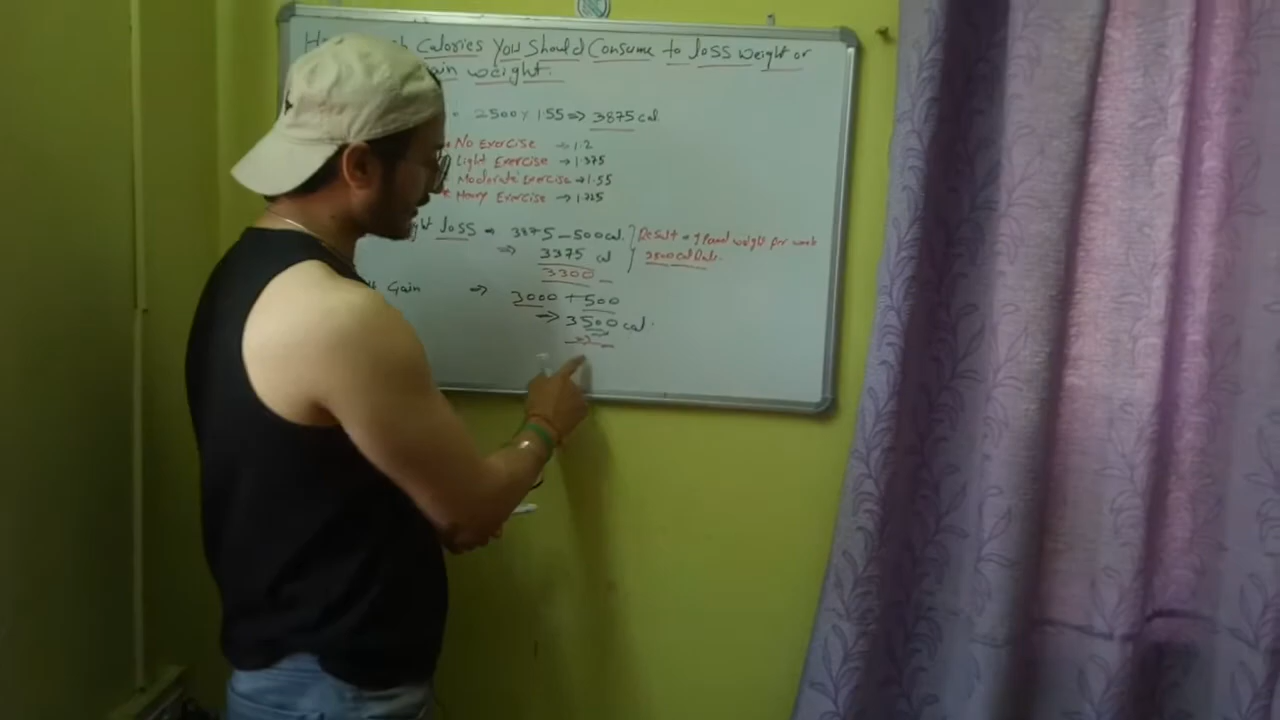 Calories You Should Consume to loss weight or
weight.
2500 × 1.55 ⇒ 3875 cal
No Exercise → 1.2
Light Exercise → 1.375
Moderate Exercise → 1.55
Heavy Exercise → 1.725
loss ⇒ 3875 - 500 cal.
⇒ 3375 cal
3300
Result = 1 Pound weight per week
3500 cal
Gain ⇒ 3000 + 500
⇒ 3500 cal.